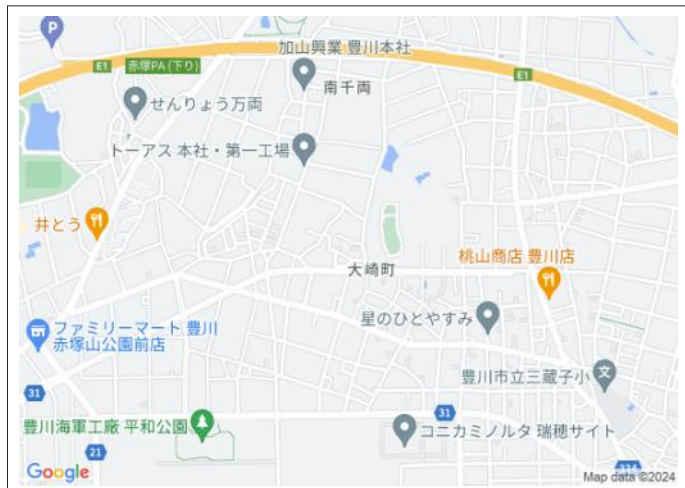 P
加山興業 豊川本社
E1
赤塚PA (下り)
E1
南千両
せんりょう万両
トーアス 本社・第一工場
井とう
大崎町
桃山商店 豊川店
星のひとやすみ
ファミリーマート 豊川
赤塚山公園前店
豊川市立三蔵子小
文
31
31
豊川海軍工廠 平和公園
コニカミノルタ 瑞穂サイト
21
Google
Map data ©2024